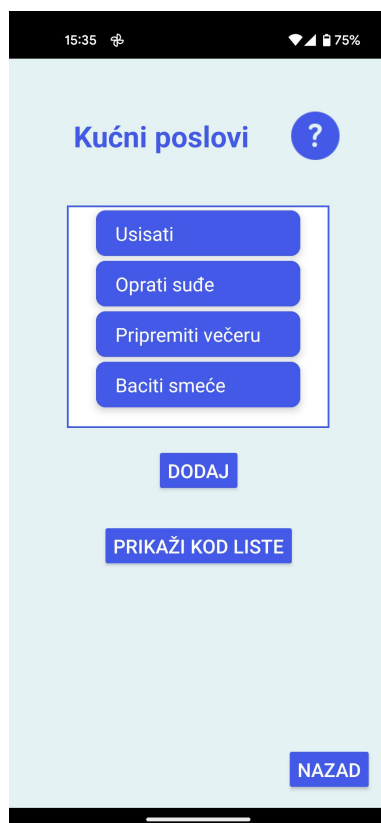 15:35
75%
Kućni poslovi
?
Usisati
Oprati suđe
Pripremiti večeru
Baciti smeće
DODAJ
PRIKAŽI KOD LISTE
NAZAD